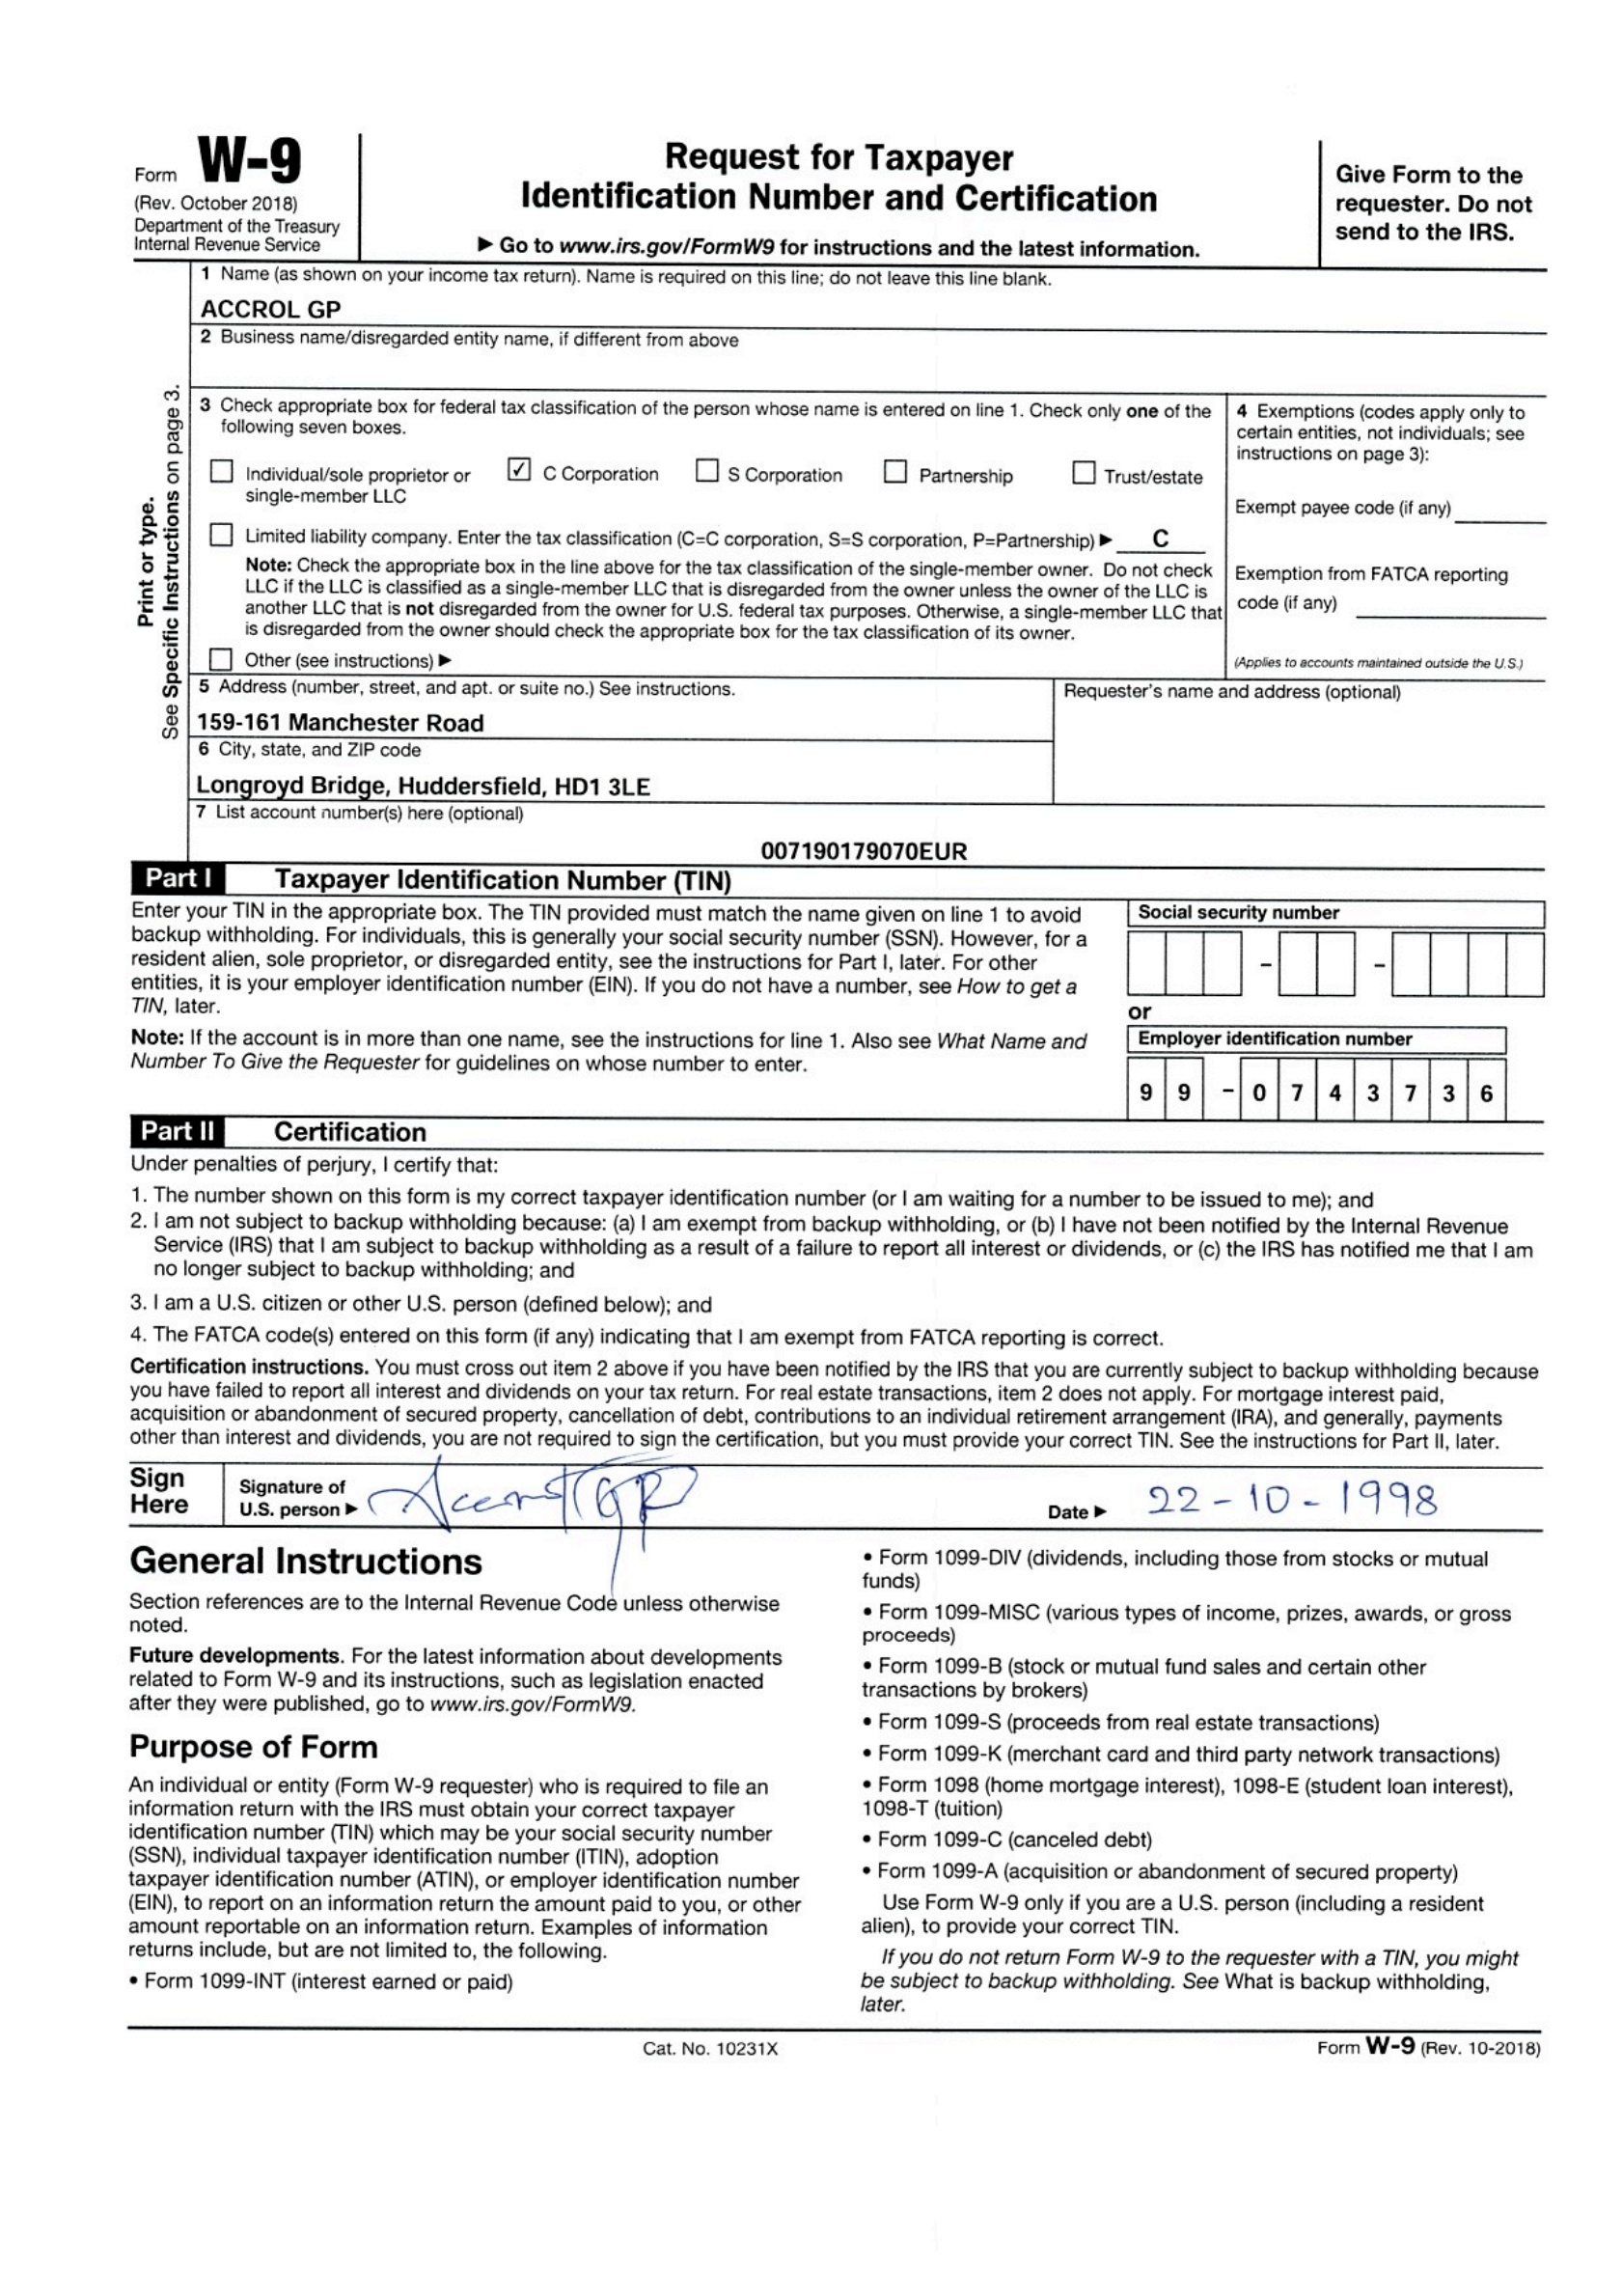 Form W-9
(Rev. October 2018)
Department of the Treasury
Internal Revenue Service
Request for Taxpayer
Identification Number and Certification
▶ Go to www.irs.gov/FormW9 for instructions and the latest information.
Give Form to the
requester. Do not
send to the IRS.
Print or type.
See Specific Instructions on page 3.
1 Name (as shown on your income tax return). Name is required on this line; do not leave this line blank.
ACCROL GP
2 Business name/disregarded entity name, if different from above
3 Check appropriate box for federal tax classification of the person whose name is entered on line 1. Check only one of the
following seven boxes.
☐ Individual/sole proprietor or
single-member LLC
☑ C Corporation
☐ S Corporation
☐ Partnership
☐ Trust/estate
☐ Limited liability company. Enter the tax classification (C=C corporation, S=S corporation, P=Partnership) ▶ C
Note: Check the appropriate box in the line above for the tax classification of the single-member owner. Do not check
LLC if the LLC is classified as a single-member LLC that is disregarded from the owner unless the owner of the LLC is
another LLC that is not disregarded from the owner for U.S. federal tax purposes. Otherwise, a single-member LLC that
is disregarded from the owner should check the appropriate box for the tax classification of its owner.
☐ Other (see instructions) ▶
4 Exemptions (codes apply only to
certain entities, not individuals; see
instructions on page 3):
Exempt payee code (if any)
Exemption from FATCA reporting
code (if any)
(Applies to accounts maintained outside the U.S.)
5 Address (number, street, and apt. or suite no.) See instructions.
159-161 Manchester Road
6 City, state, and ZIP code
Longroyd Bridge, Huddersfield, HD1 3LE
Requester's name and address (optional)
7 List account number(s) here (optional)
007190179070EUR
Part I Taxpayer Identification Number (TIN)
Enter your TIN in the appropriate box. The TIN provided must match the name given on line 1 to avoid
backup withholding. For individuals, this is generally your social security number (SSN). However, for a
resident alien, sole proprietor, or disregarded entity, see the instructions for Part I, later. For other
entities, it is your employer identification number (EIN). If you do not have a number, see How to get a
TIN, later.
Note: If the account is in more than one name, see the instructions for line 1. Also see What Name and
Number To Give the Requester for guidelines on whose number to enter.
Social security number
- -
or
Employer identification number
9 9 - 0 7 4 3 7 3 6
Part II Certification
Under penalties of perjury, I certify that:
1. The number shown on this form is my correct taxpayer identification number (or I am waiting for a number to be issued to me); and
2. I am not subject to backup withholding because: (a) I am exempt from backup withholding, or (b) I have not been notified by the Internal Revenue
Service (IRS) that I am subject to backup withholding as a result of a failure to report all interest or dividends, or (c) the IRS has notified me that I am
no longer subject to backup withholding; and
3. I am a U.S. citizen or other U.S. person (defined below); and
4. The FATCA code(s) entered on this form (if any) indicating that I am exempt from FATCA reporting is correct.
Certification instructions. You must cross out item 2 above if you have been notified by the IRS that you are currently subject to backup withholding because
you have failed to report all interest and dividends on your tax return. For real estate transactions, item 2 does not apply. For mortgage interest paid,
acquisition or abandonment of secured property, cancellation of debt, contributions to an individual retirement arrangement (IRA), and generally, payments
other than interest and dividends, you are not required to sign the certification, but you must provide your correct TIN. See the instructions for Part II, later.
Sign
Here
Signature of
U.S. person ▶
Date ▶ 22-10-1998
General Instructions
Section references are to the Internal Revenue Code unless otherwise
noted.
Future developments. For the latest information about developments
related to Form W-9 and its instructions, such as legislation enacted
after they were published, go to www.irs.gov/FormW9.
Purpose of Form
An individual or entity (Form W-9 requester) who is required to file an
information return with the IRS must obtain your correct taxpayer
identification number (TIN) which may be your social security number
(SSN), individual taxpayer identification number (ITIN), adoption
taxpayer identification number (ATIN), or employer identification number
(EIN), to report on an information return the amount paid to you, or other
amount reportable on an information return. Examples of information
returns include, but are not limited to, the following.
• Form 1099-INT (interest earned or paid)
• Form 1099-DIV (dividends, including those from stocks or mutual
funds)
• Form 1099-MISC (various types of income, prizes, awards, or gross
proceeds)
• Form 1099-B (stock or mutual fund sales and certain other
transactions by brokers)
• Form 1099-S (proceeds from real estate transactions)
• Form 1099-K (merchant card and third party network transactions)
• Form 1098 (home mortgage interest), 1098-E (student loan interest),
1098-T (tuition)
• Form 1099-C (canceled debt)
• Form 1099-A (acquisition or abandonment of secured property)
Use Form W-9 only if you are a U.S. person (including a resident
alien), to provide your correct TIN.
If you do not return Form W-9 to the requester with a TIN, you might
be subject to backup withholding. See What is backup withholding,
later.
Cat. No. 10231X
Form W-9 (Rev. 10-2018)